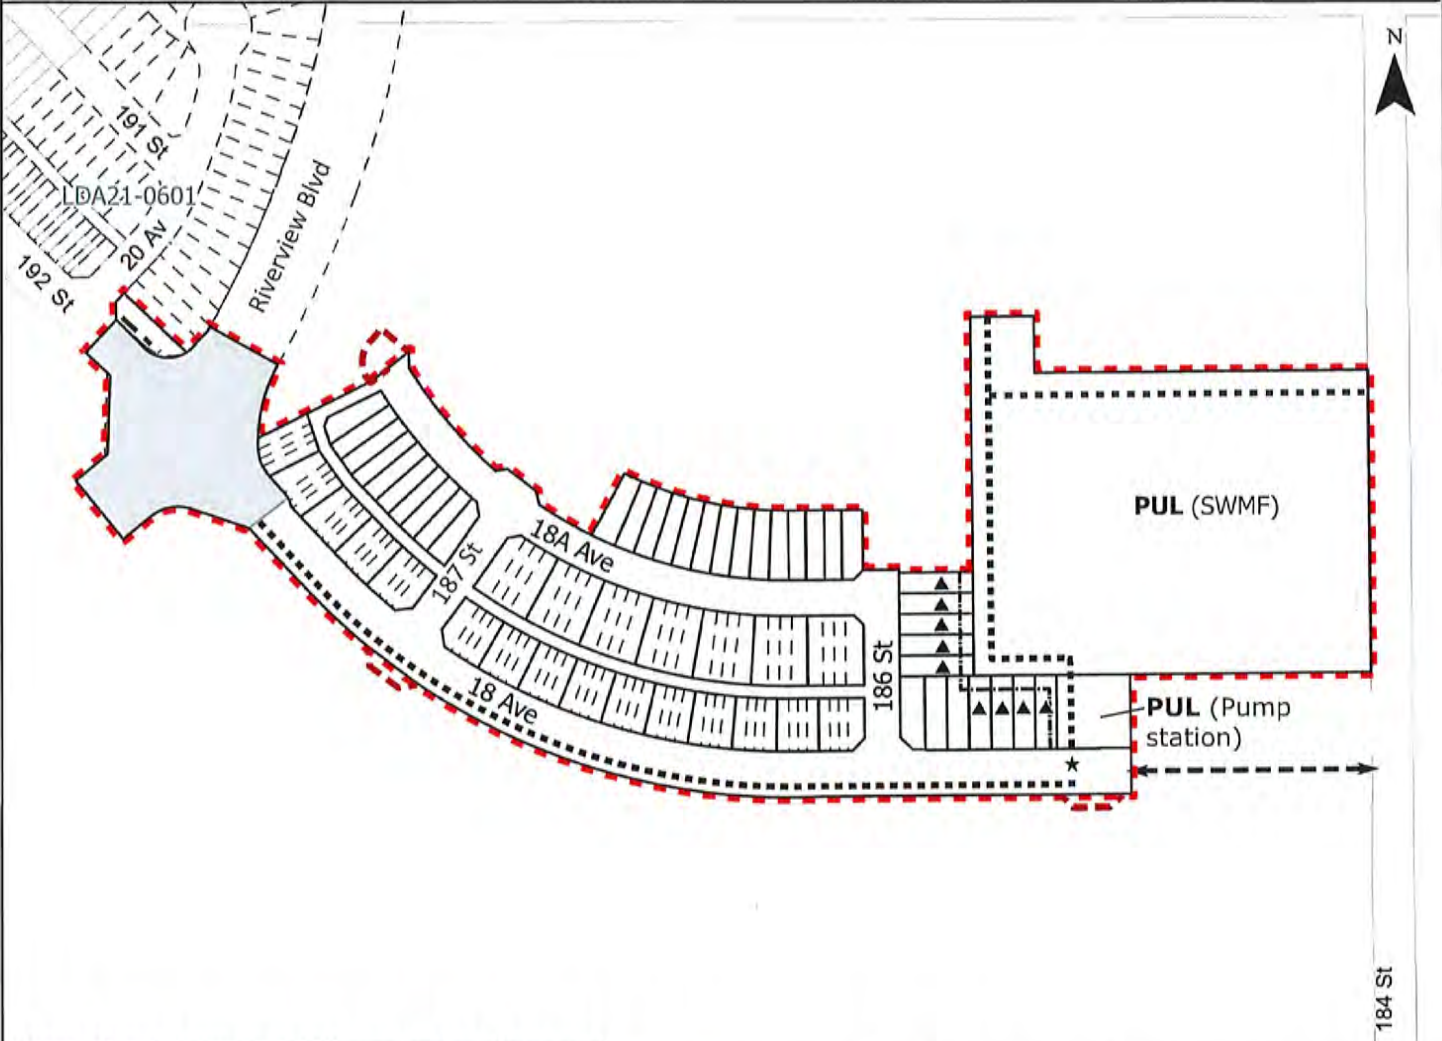 N
191 St
LDA21-0601
20 Av
192 St
Riverview Blvd
PUL (SWMF)
18A Ave
187 St
186 St
18 Ave
PUL (Pump
station)
184 St